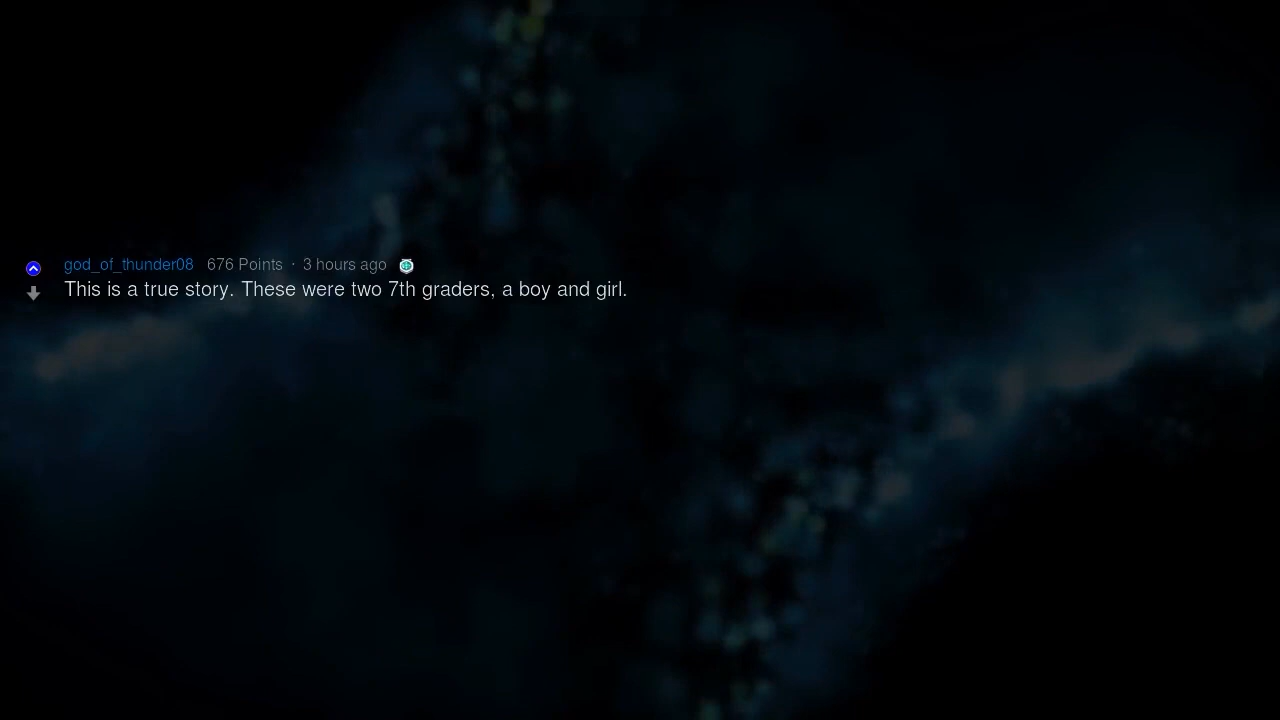 god_of_thunder08 676 Points · 3 hours ago
This is a true story. These were two 7th graders, a boy and girl.